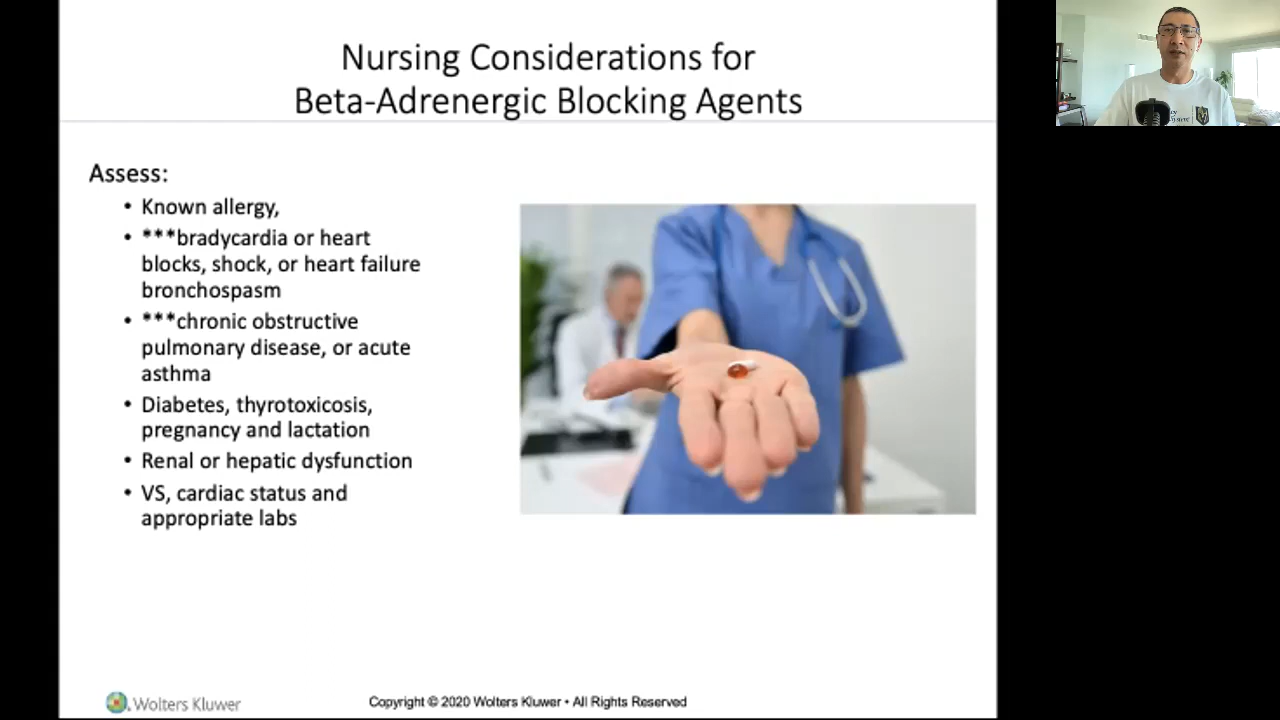 Nursing Considerations for
Beta-Adrenergic Blocking Agents
Assess:
• Known allergy,
• ***bradycardia or heart
blocks, shock, or heart failure
bronchospasm
• ***chronic obstructive
pulmonary disease, or acute
asthma
• Diabetes, thyrotoxicosis,
pregnancy and lactation
• Renal or hepatic dysfunction
• VS, cardiac status and
appropriate labs
Wolters Kluwer
Copyright © 2020 Wolters Kluwer • All Rights Reserved